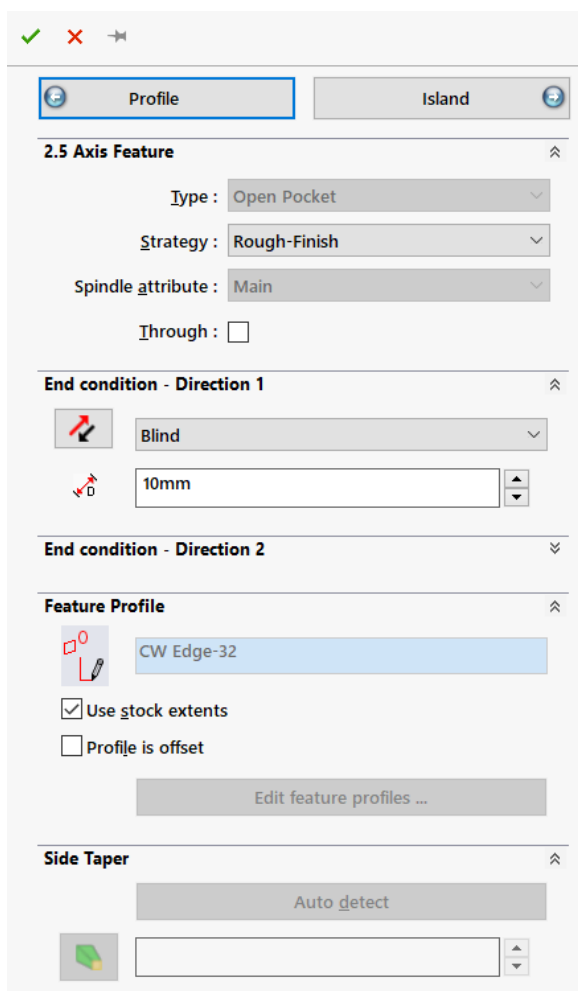 Profile
Island
2.5 Axis Feature
Type : Open Pocket
Strategy : Rough-Finish
Spindle attribute : Main
Through :
End condition - Direction 1
Blind
D
10mm
End condition - Direction 2
Feature Profile
CW Edge-32
Use stock extents
Profile is offset
Edit feature profiles ...
Side Taper
Auto detect